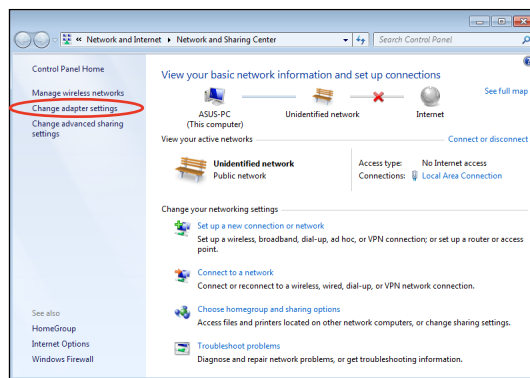 « Network and Internet ▸ Network and Sharing Center
Search Control Panel
Control Panel Home
Manage wireless networks
Change adapter settings
Change advanced sharing
settings
See also
HomeGroup
Internet Options
Windows Firewall
View your basic network information and set up connections
See full map
ASUS-PC
(This computer)
Unidentified network
Internet
View your active networks
Connect or disconnect
Unidentified network
Public network
Access type: No Internet access
Connections: Local Area Connection
Change your networking settings
Set up a new connection or network
Set up a wireless, broadband, dial-up, ad hoc, or VPN connection; or set up a router or access
point.
Connect to a network
Connect or reconnect to a wireless, wired, dial-up, or VPN network connection.
Choose homegroup and sharing options
Access files and printers located on other network computers, or change sharing settings.
Troubleshoot problems
Diagnose and repair network problems, or get troubleshooting information.